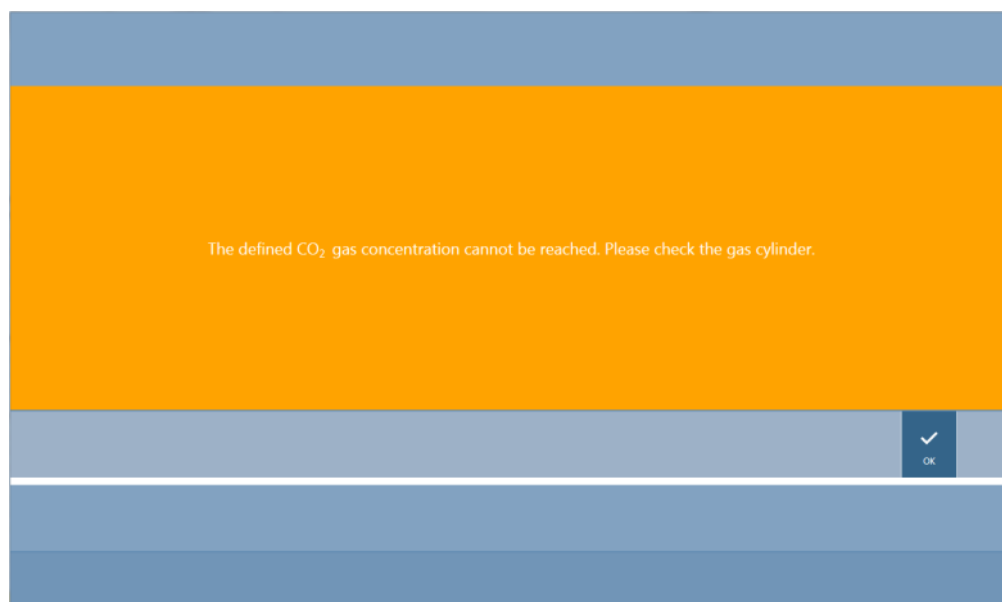 The defined CO₂ gas concentration cannot be reached. Please check the gas cylinder.
OK